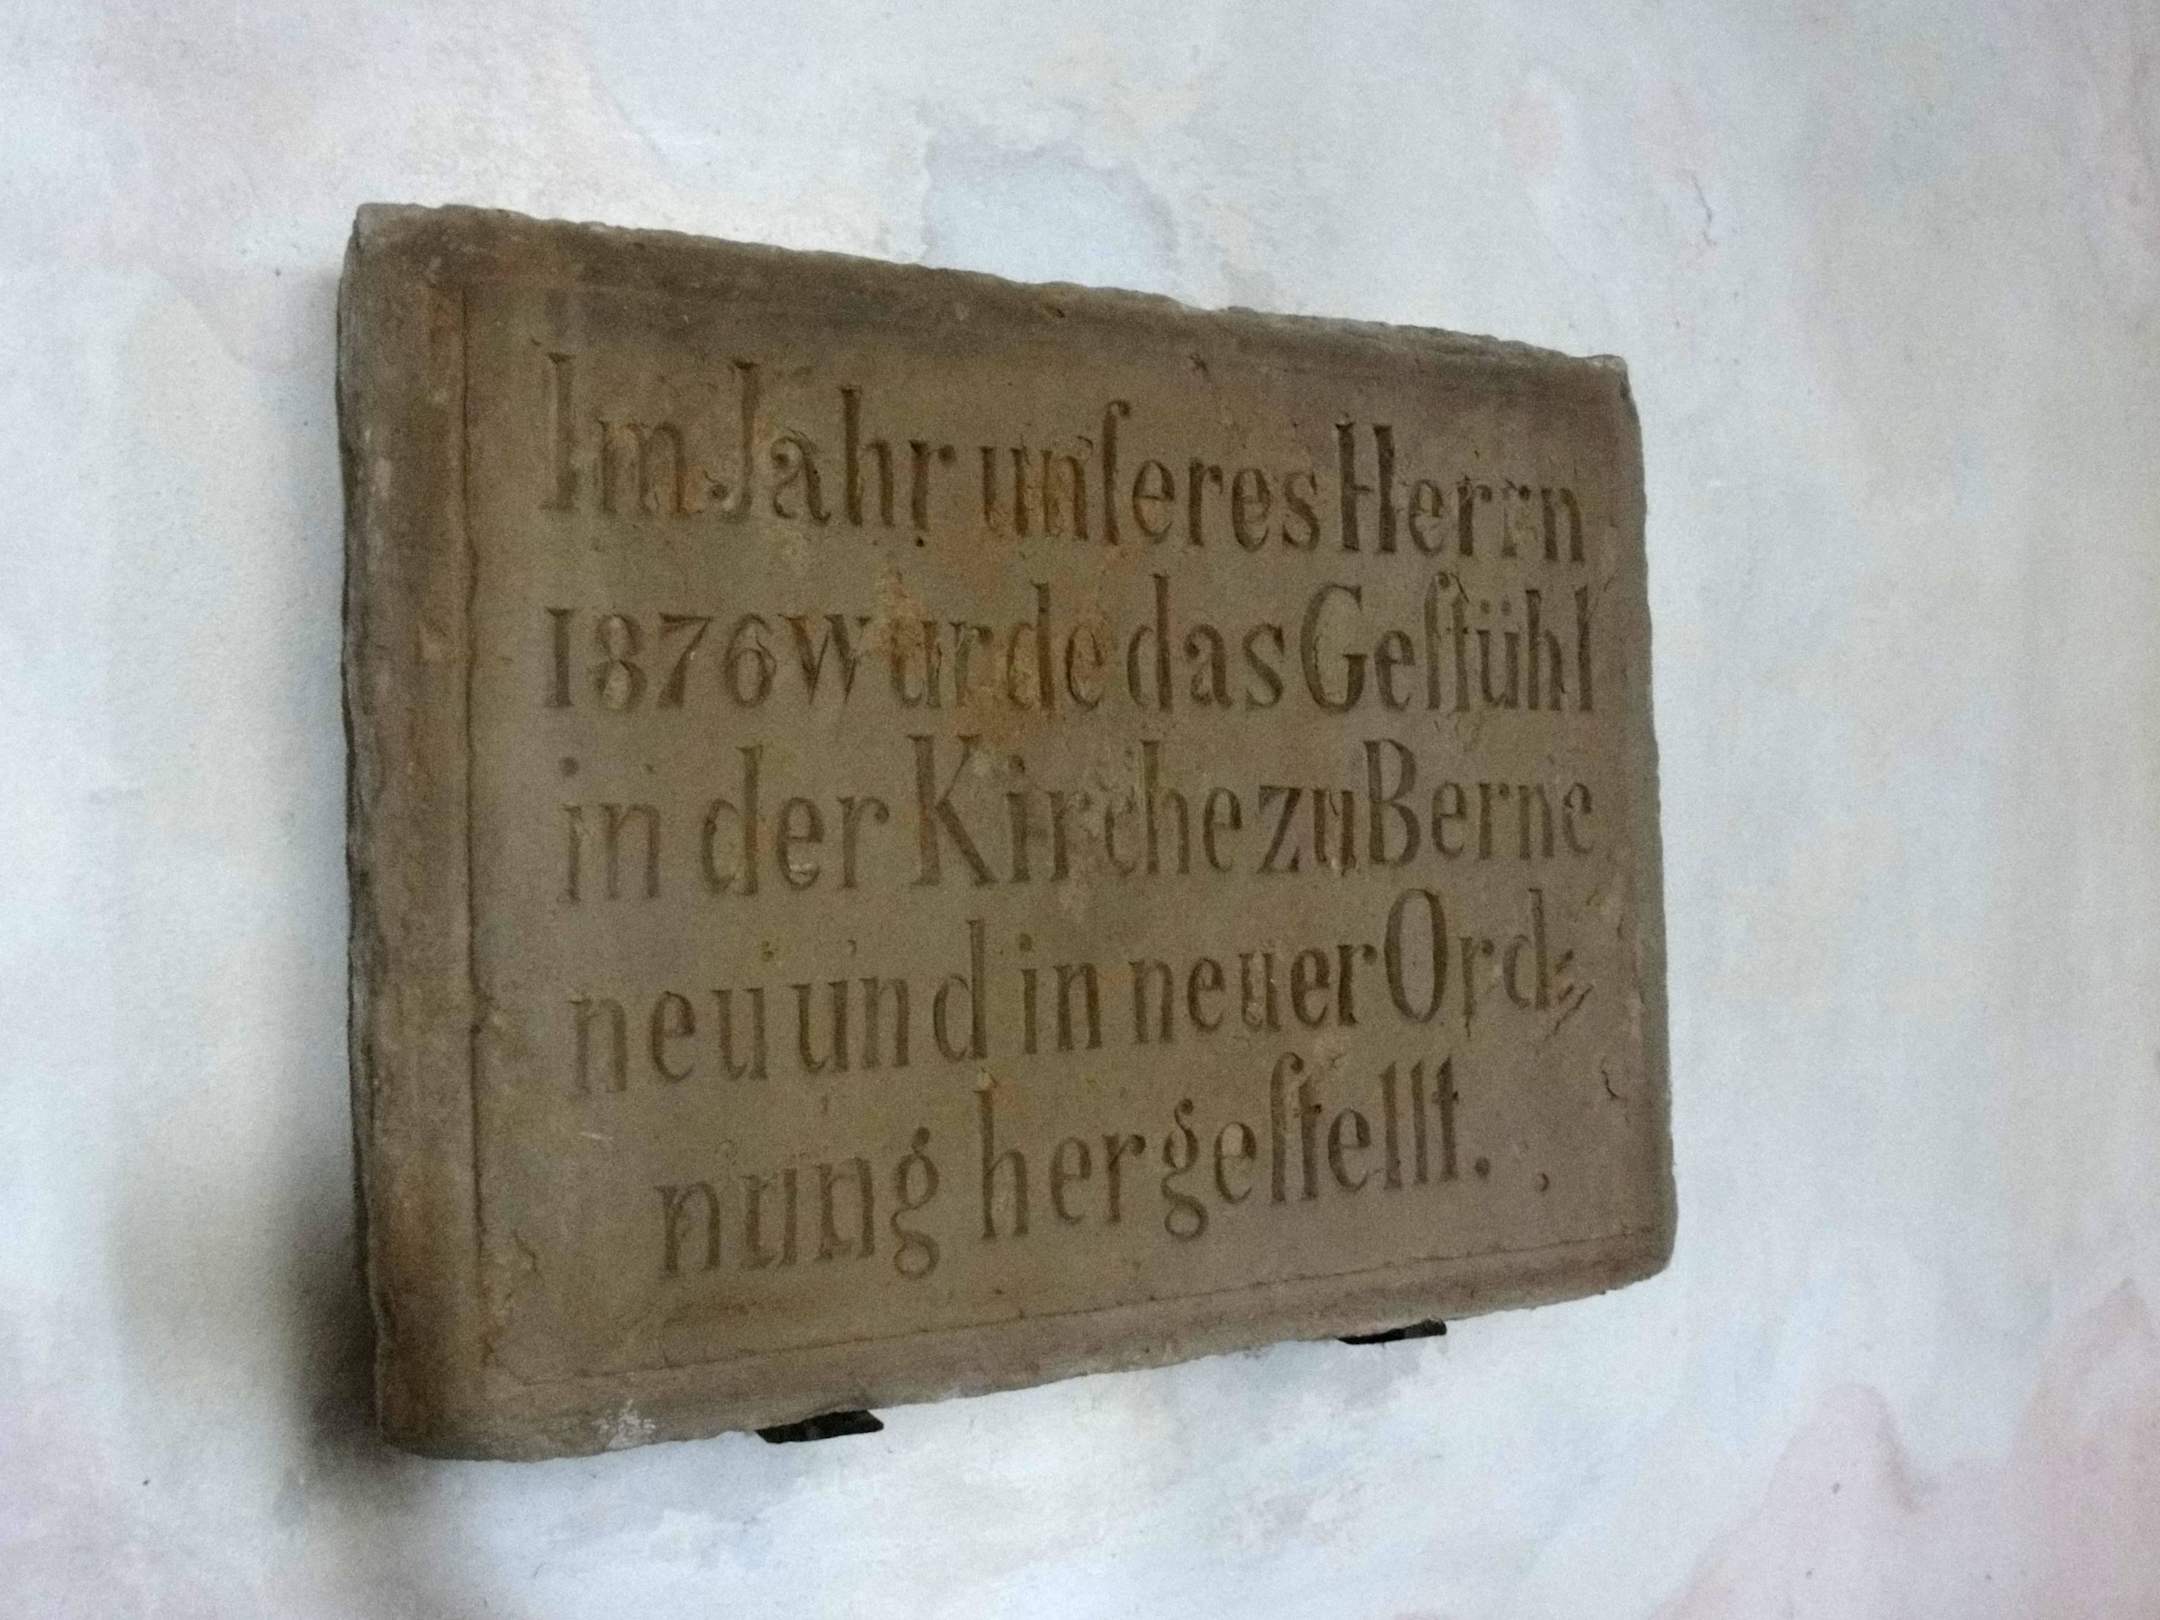 Im Jahr unſeres Herrn
1876 wurde das Geſtühl
in der Kirche zu Berne
neu und in neuer Ord⸗
nung hergeſtellt.